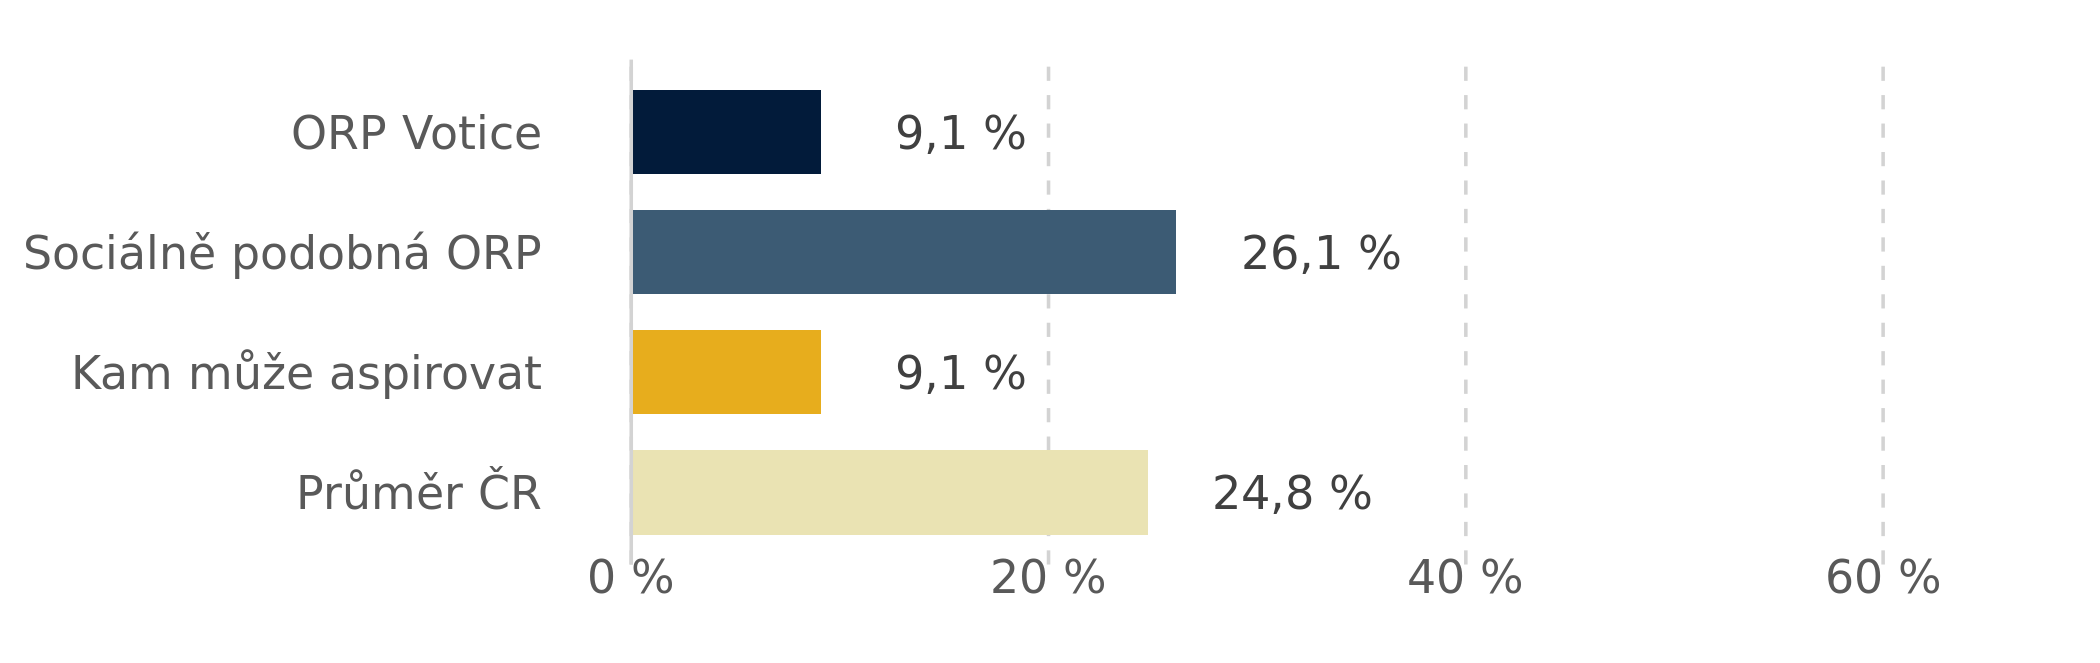 ORP Votice
9,1 %
Sociálně podobná ORP
26,1 %
Kam může aspirovat
9,1 %
Průměr ČR
24,8 %
0 %
20 %
40 %
60 %